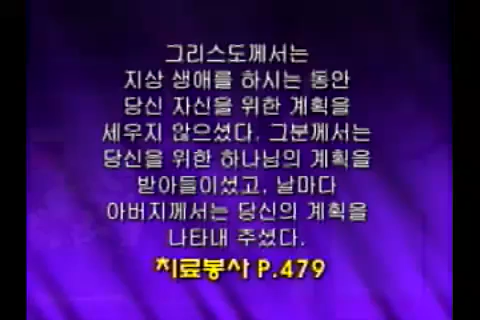 그리스도께서는
지상 생애를 하시는 동안
당신 자신을 위한 계획을
세우지 않으셨다. 그분께서는
당신을 위한 하나님의 계획을
받아들이셨고, 날마다
아버지께서는 당신의 계획을
나타내 주셨다.
치료봉사 P.479